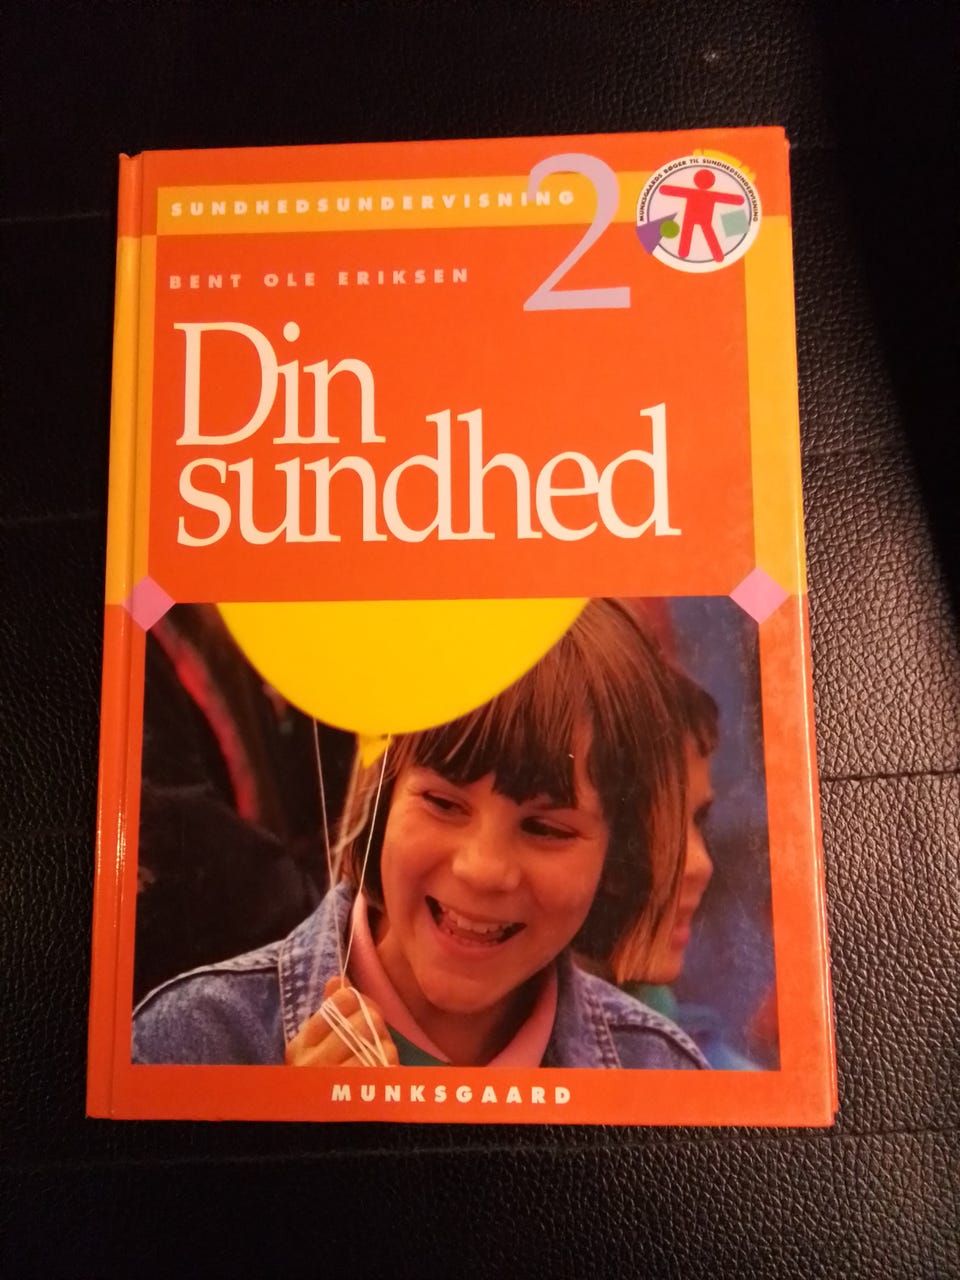 SUNDHEDSUNDERVISNING
2
MUNKSGAARDS BØGER TIL SUNDHEDSUNDERVISNING
BENT OLE ERIKSEN
Din
sundhed
MUNKSGAARD